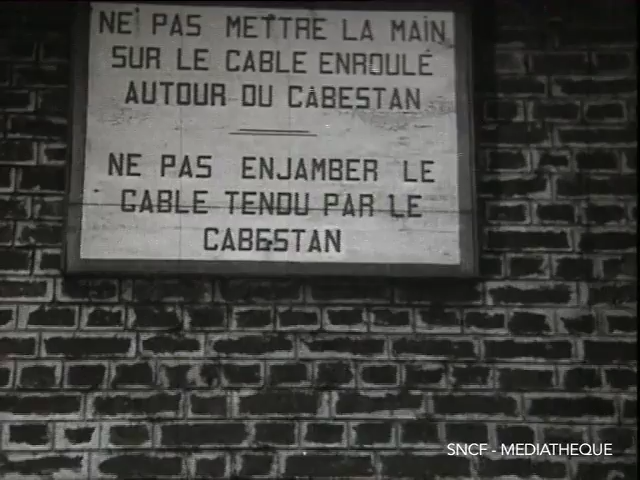 NE PAS METTRE LA MAIN
SUR LE CABLE ENROULÉ
AUTOUR DU CABESTAN
NE PAS ENJAMBER LE
CABLE TENDU PAR LE
CABESTAN
SNCF - MEDIATHEQUE